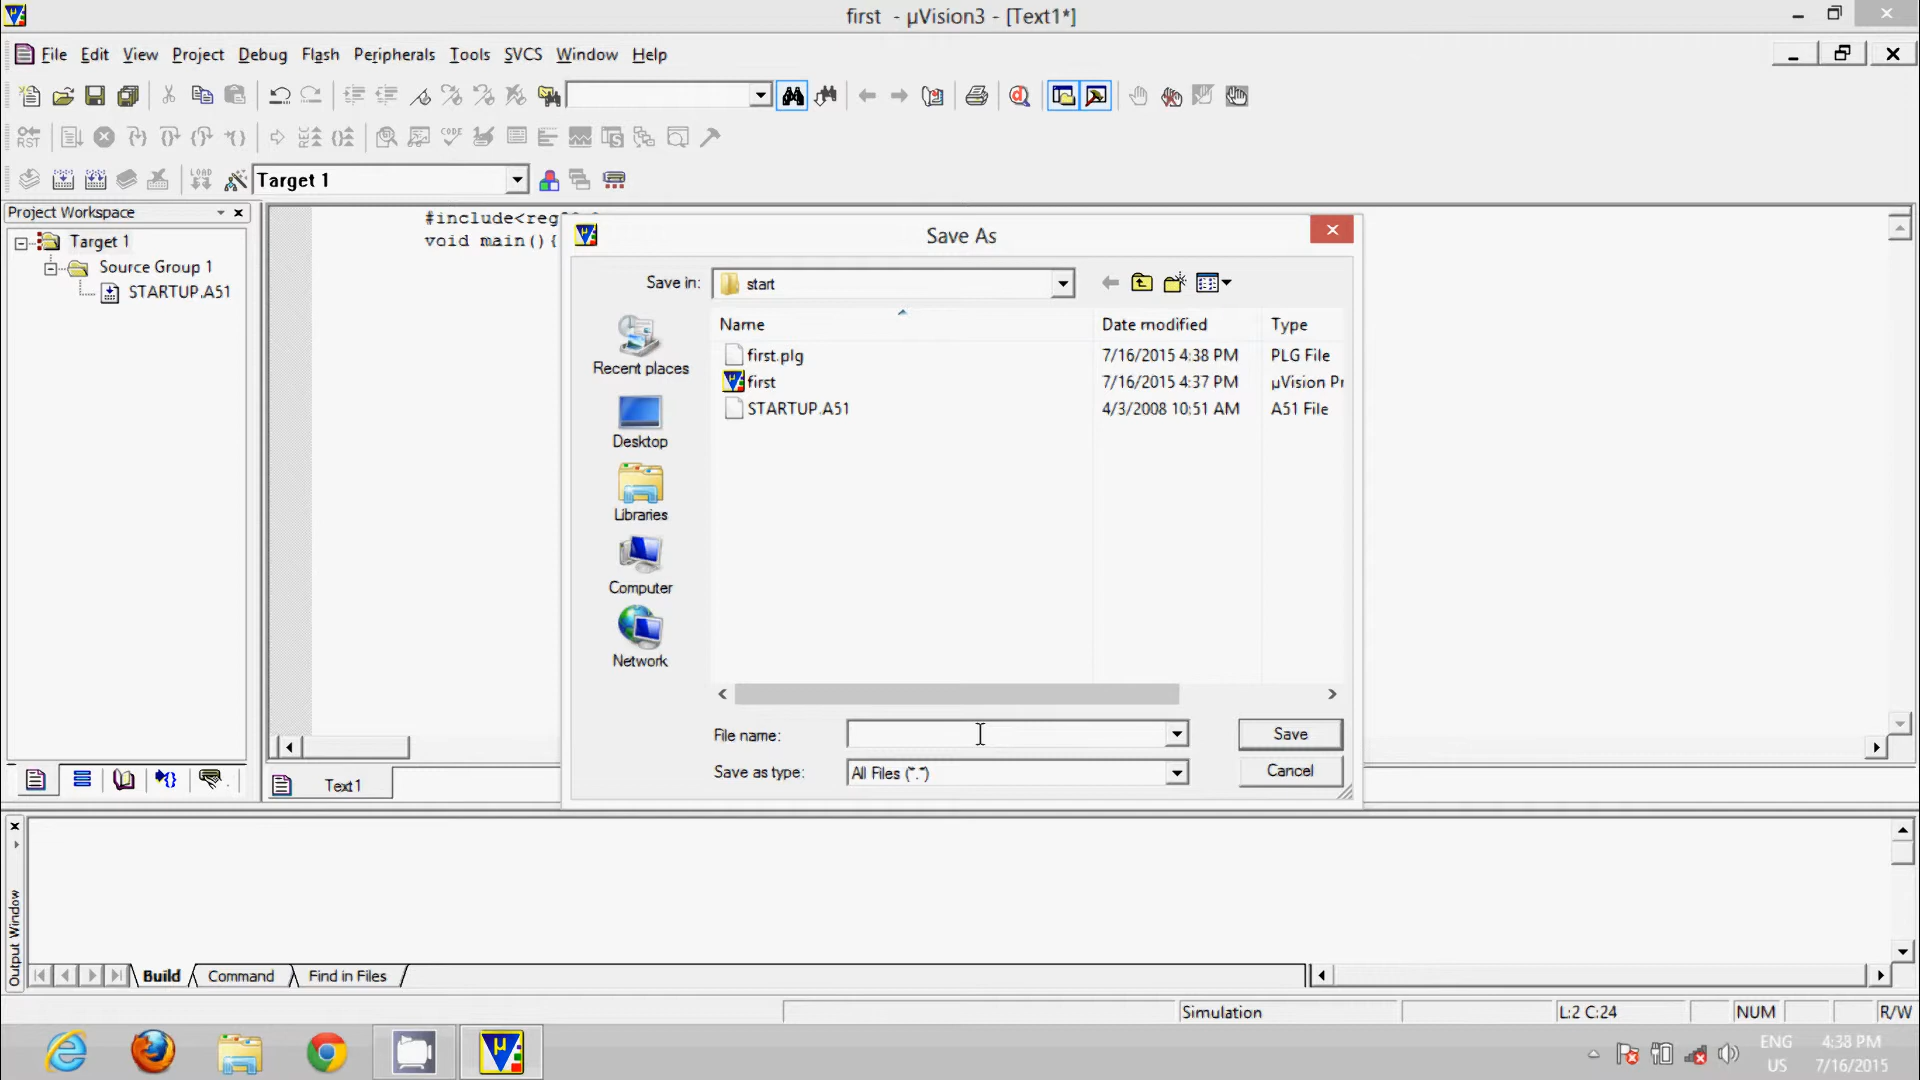 first - µVision3 - [Text1*]
File Edit View Project Debug Flash Peripherals Tools SVCS Window Help
Target 1
Project Workspace
Target 1
Source Group 1
STARTUP.A51
#include<reg
void main(){
Save As
Save in: start
Name Date modified Type
first.plg 7/16/2015 4:38 PM PLG File
first 7/16/2015 4:37 PM µVision Pr
STARTUP.A51 4/3/2008 10:51 AM A51 File
Recent places
Desktop
Libraries
Computer
Network
File name: Save
Save as type: All Files (*.*) Cancel
Text1
Output Window
Build Command Find in Files
Simulation L:2 C:24 NUM R/W
ENG 4:38 PM
US 7/16/2015